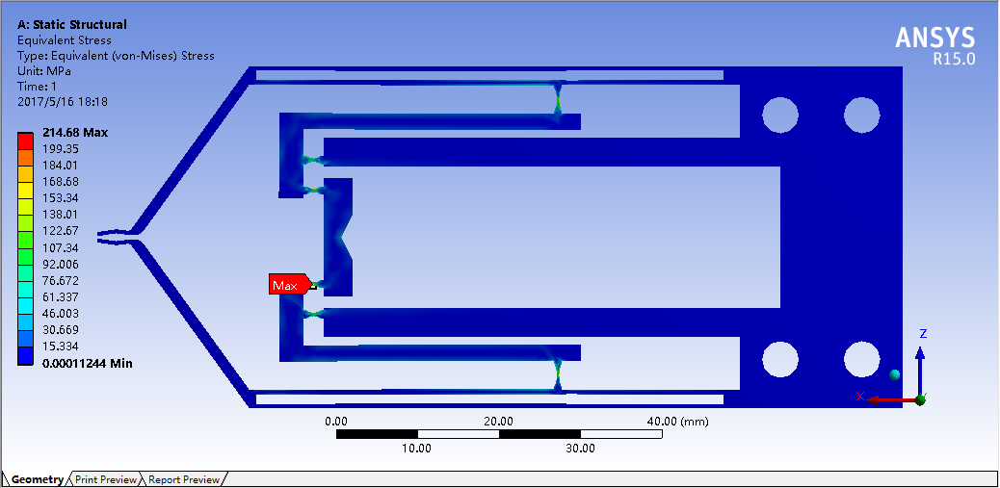 A: Static Structural
Equivalent Stress
Type: Equivalent (von-Mises) Stress
Unit: MPa
Time: 1
2017/5/16 18:18
ANSYS
R15.0
214.68 Max
199.35
184.01
168.68
153.34
138.01
122.67
107.34
92.006
76.672
61.337
46.003
30.669
15.334
0.00011244 Min
Max
Z
X
0.00 20.00 40.00 (mm)
10.00 30.00
Geometry Print Preview Report Preview